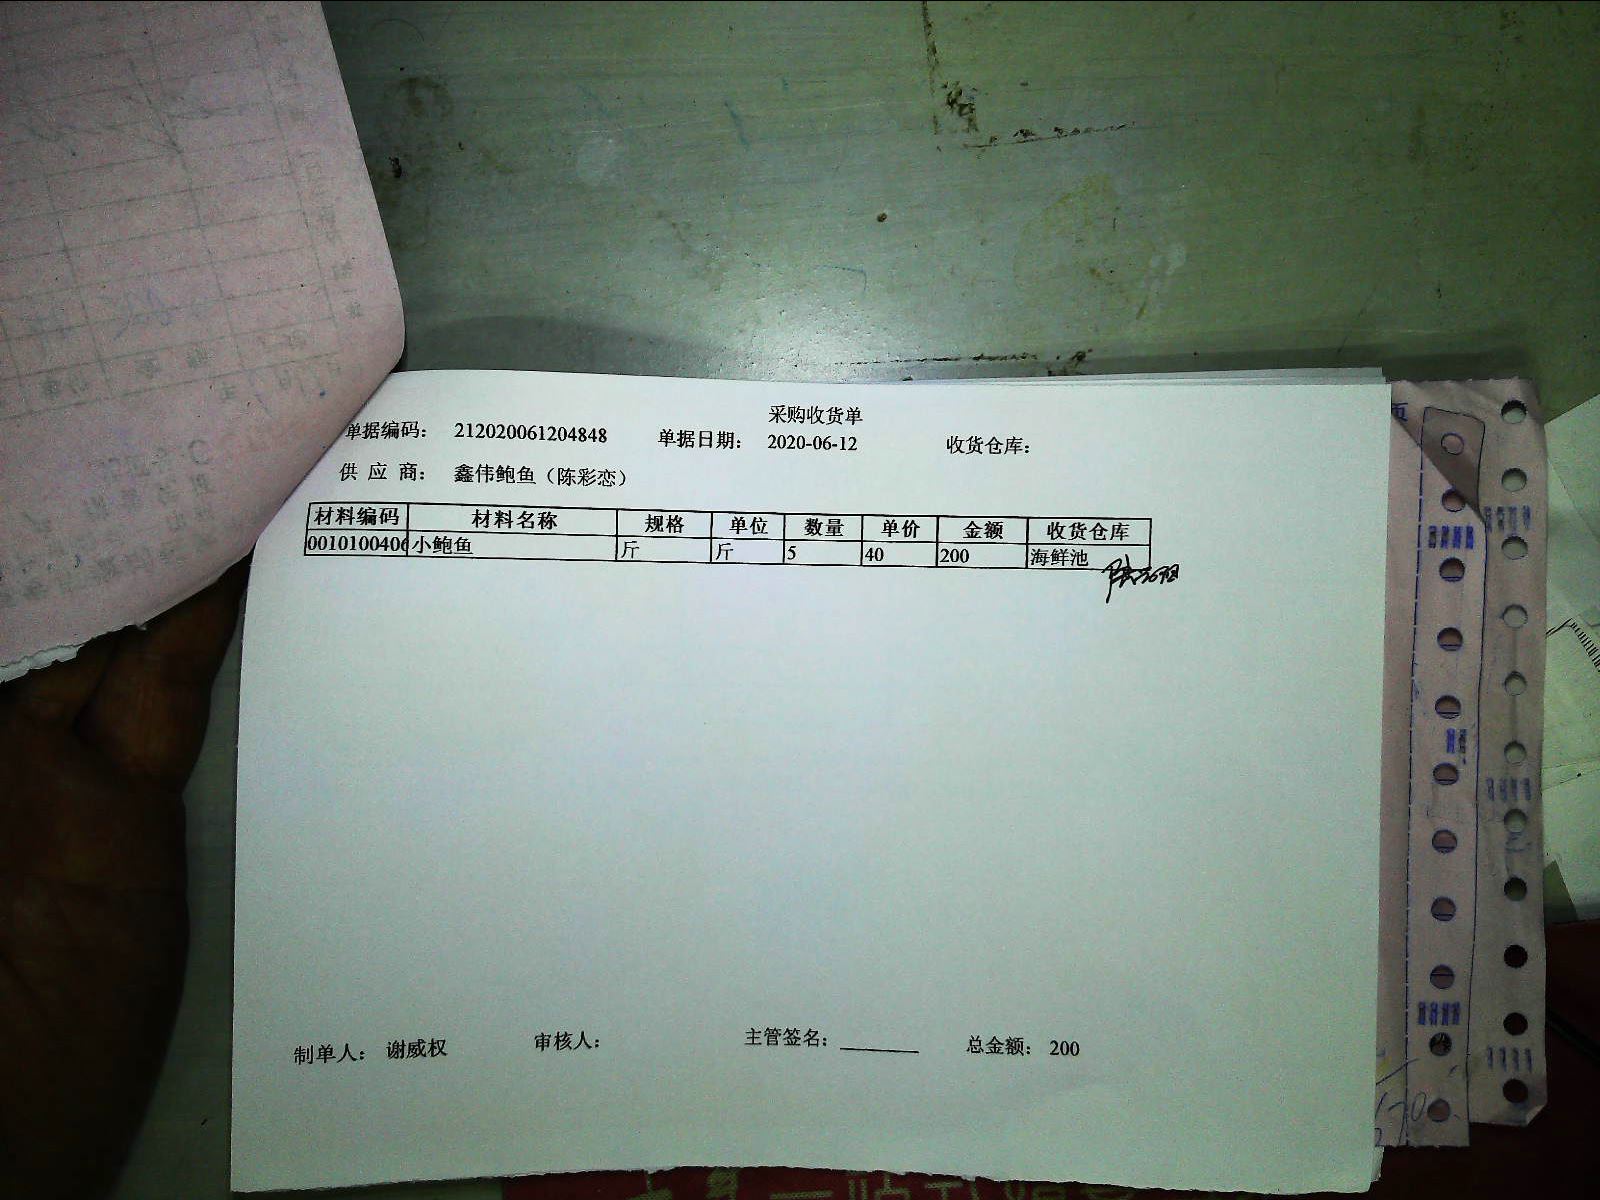 采购收货单
单据编码： 212020061204848 单据日期： 2020-06-12 收货仓库：
供 应 商： 鑫伟鲍鱼（陈彩恋）
材料编码 材料名称 规格 单位 数量 单价 金额 收货仓库
0010100406 小鲍鱼 斤 斤 5 40 200 海鲜池
制单人： 谢威权 审核人： 主管签名： 总金额： 200